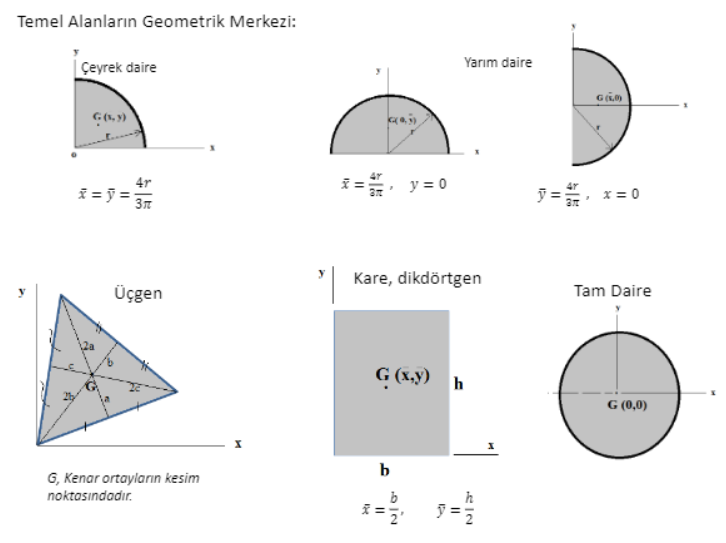 Temel Alanların Geometrik Merkezi:
y
Çeyrek daire
G (x, y)
r
o
x
x̄ = ȳ = 4r/3π
Yarım daire
y
G( 0, ȳ)
r
x
x̄ = 4r/3π , y = 0
y
G (x̄,0)
x
r
ȳ = 4r/3π , x = 0
y
Üçgen
2a
b
c
G
2c
2b
a
x
G, Kenar ortayların kesim
noktasındadır.
y
Kare, dikdörtgen
G (x,y)
h
x
b
x̄ = b/2, ȳ = h/2
Tam Daire
y
x
G (0,0)